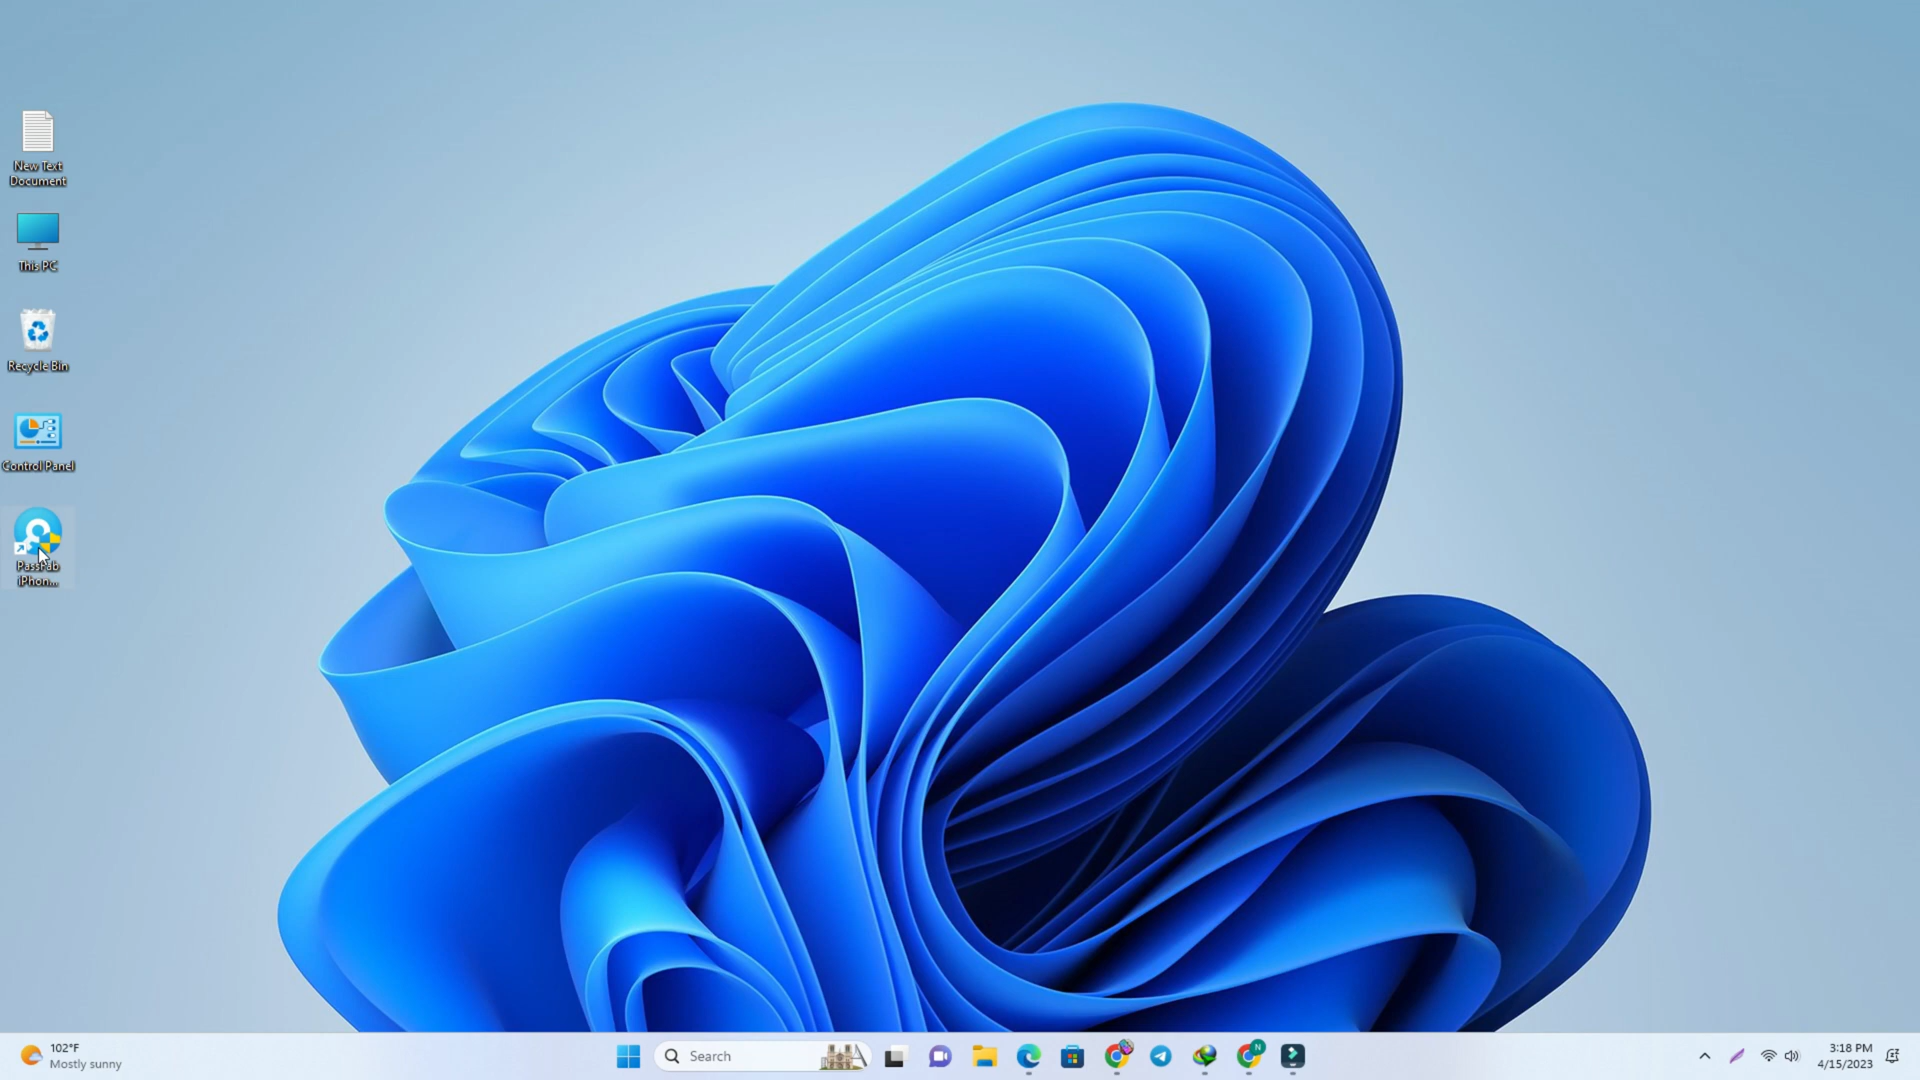 New Text
Document
This PC
Recycle Bin
Control Panel
PassFab
iPhon...
102°F
Mostly sunny
Search
N
3:18 PM
4/15/2023